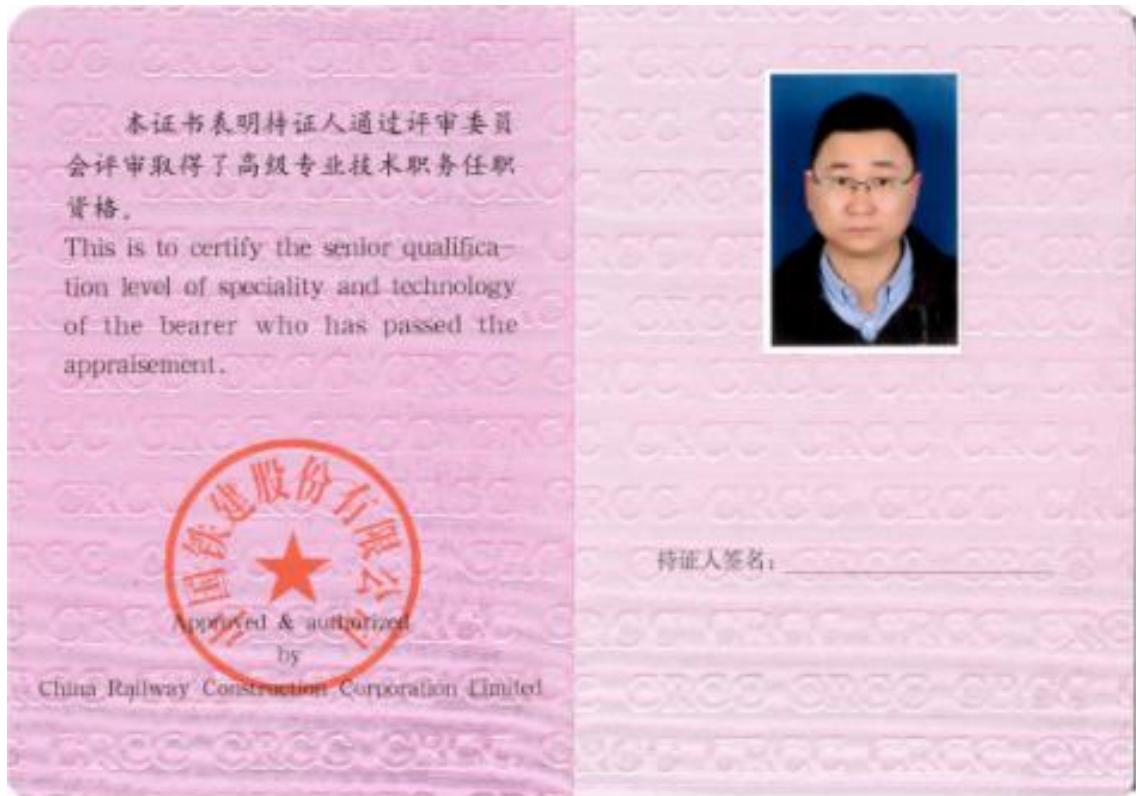 本证书表明持证人通过评审委员
会评审取得了高级专业技术职务任职
资格。
This is to certify the senior qualifica-
tion level of speciality and technology
of the bearer who has passed the
appraisement.
中国铁建股份有限公司
Approved & authorized
by
China Railway Construction Corporation Limited
持证人签名:
CRCC